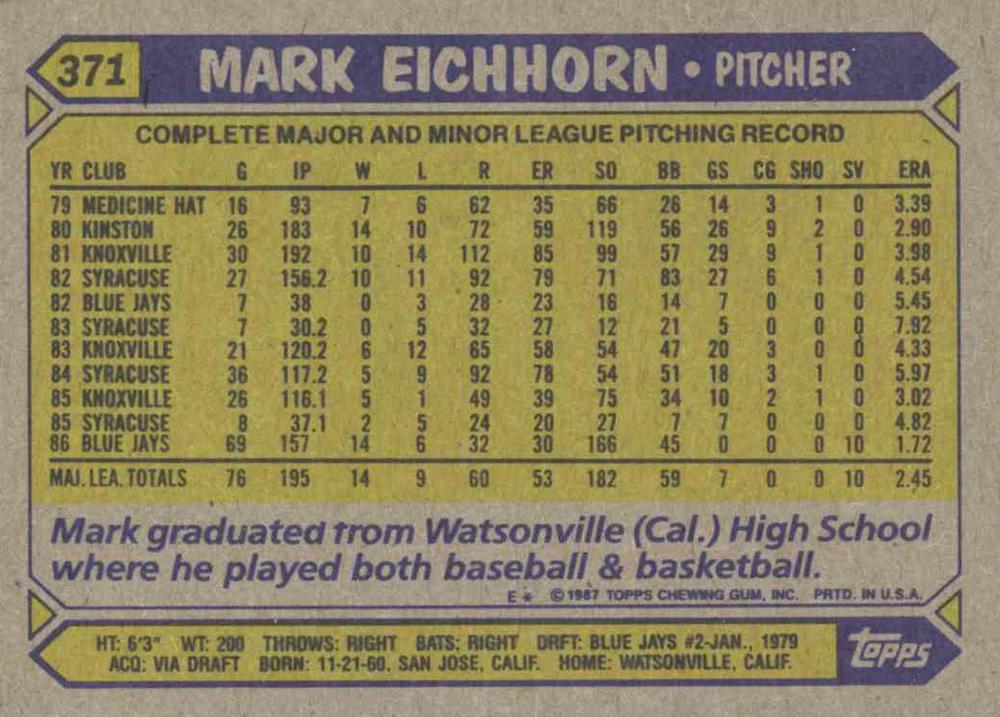 371 MARK EICHHORN • PITCHER
COMPLETE MAJOR AND MINOR LEAGUE PITCHING RECORD
YR CLUB G IP W L R ER SO BB GS CG SHO SV ERA
79 MEDICINE HAT 16 93 7 6 62 35 66 26 14 3 1 0 3.39
80 KINSTON 26 183 14 10 72 59 119 56 26 9 2 0 2.90
81 KNOXVILLE 30 192 10 14 112 85 99 57 29 9 1 0 3.98
82 SYRACUSE 27 156.2 10 11 92 79 71 83 27 6 1 0 4.54
82 BLUE JAYS 7 38 0 3 28 23 16 14 7 0 0 0 5.45
83 SYRACUSE 7 30.2 0 5 32 27 12 21 5 0 0 0 7.92
83 KNOXVILLE 21 120.2 6 12 65 58 54 47 20 3 0 0 4.33
84 SYRACUSE 36 117.2 5 9 92 78 54 51 18 3 1 0 5.97
85 KNOXVILLE 26 116.1 5 1 49 39 75 34 10 2 1 0 3.02
85 SYRACUSE 8 37.1 2 5 24 20 27 7 7 0 0 0 4.82
86 BLUE JAYS 69 157 14 6 32 30 166 45 0 0 0 10 1.72
MAJ. LEA. TOTALS 76 195 14 9 60 53 182 59 7 0 0 10 2.45
Mark graduated from Watsonville (Cal.) High School
where he played both baseball & basketball.
E* ©1987 TOPPS CHEWING GUM, INC. PRTD. IN U.S.A.
HT: 6'3" WT: 200 THROWS: RIGHT BATS: RIGHT DRFT: BLUE JAYS #2-JAN., 1979
ACQ: VIA DRAFT BORN: 11-21-60, SAN JOSE, CALIF. HOME: WATSONVILLE, CALIF.
topps